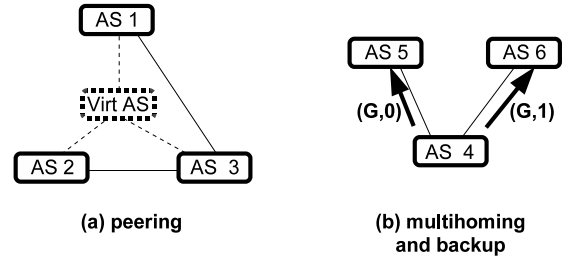 AS 1
AS 5
AS 6
Virt AS
(G,0)
(G,1)
AS 2
AS 3
AS 4
(a) peering
(b) multihoming
and backup